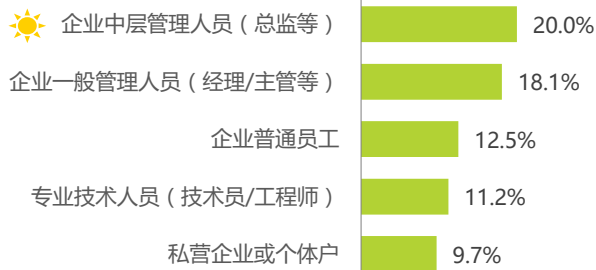 企业中层管理人员（总监等） 20.0%
企业一般管理人员（经理/主管等） 18.1%
企业普通员工 12.5%
专业技术人员（技术员/工程师） 11.2%
私营企业或个体户 9.7%